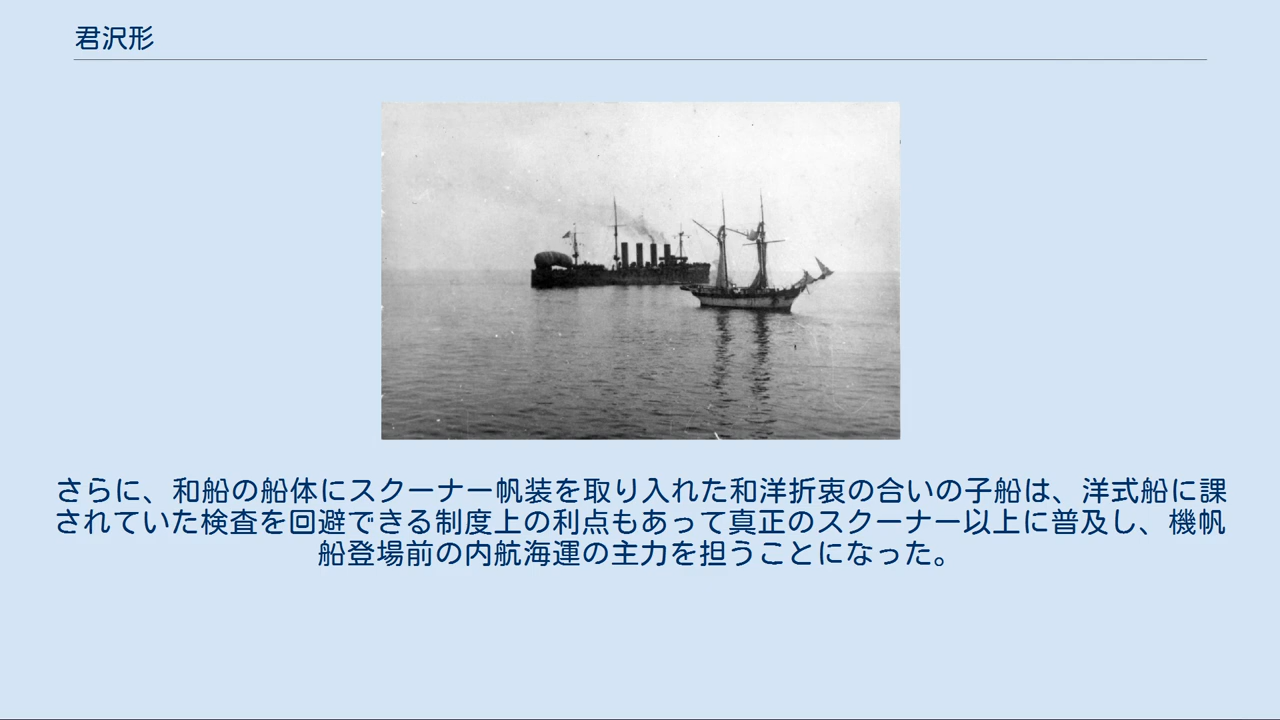 君沢形
さらに、和船の船体にスクーナー帆装を取り入れた和洋折衷の合いの子船は、洋式船に課
されていた検査を回避できる制度上の利点もあって真正のスクーナー以上に普及し、機帆
船登場前の内航海運の主力を担うことになった。